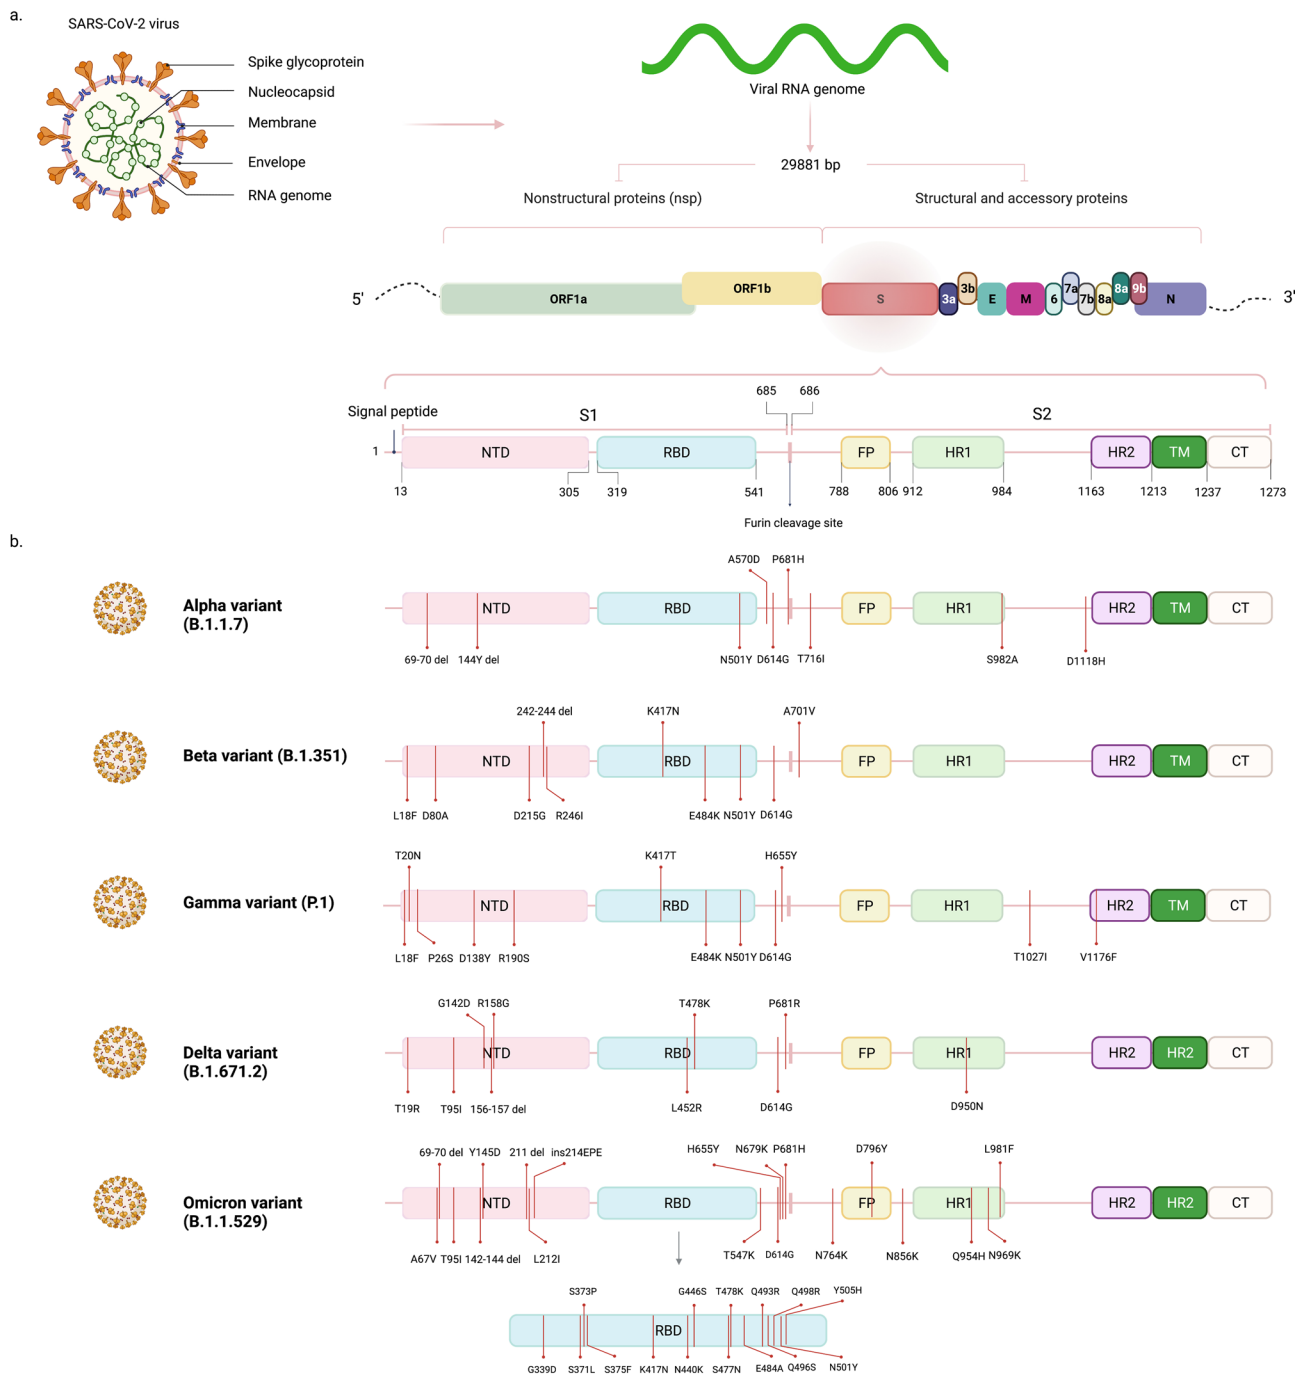 a.
SARS-CoV-2 virus
Spike glycoprotein
Nucleocapsid
Membrane
Envelope
RNA genome
Viral RNA genome
29881 bp
Nonstructural proteins (nsp)
Structural and accessory proteins
5'
ORF1a
ORF1b
S
3a
3b
E
M
6
7a
7b
8a
8a
9b
N
3'
685
686
Signal peptide
S1
S2
1
NTD
RBD
FP
HR1
HR2
TM
CT
13
305
319
541
788
806
912
984
1163
1213
1237
1273
Furin cleavage site
b.
A570D
P681H
Alpha variant
(B.1.1.7)
NTD
RBD
FP
HR1
HR2
TM
CT
69-70 del
144Y del
N501Y
D614G
T716I
S982A
D1118H
242-244 del
K417N
A701V
Beta variant (B.1.351)
NTD
RBD
FP
HR1
HR2
TM
CT
L18F
D80A
D215G
R246I
E484K
N501Y
D614G
T20N
K417T
H655Y
Gamma variant (P.1)
NTD
RBD
FP
HR1
HR2
TM
CT
L18F
P26S
D138Y
R190S
E484K
N501Y
D614G
T1027I
V1176F
G142D
R158G
T478K
P681R
Delta variant
(B.1.671.2)
NTD
RBD
FP
HR1
HR2
HR2
CT
T19R
T95I
156-157 del
L452R
D614G
D950N
69-70 del
Y145D
211 del
ins214EPE
H655Y
N679K
P681H
D796Y
L981F
Omicron variant
(B.1.1.529)
NTD
RBD
FP
HR1
HR2
HR2
CT
A67V
T95I
142-144 del
L212I
T547K
D614G
N764K
N856K
Q954H
N969K
S373P
G446S
T478K
Q493R
Q498R
Y505H
RBD
G339D
S371L
S375F
K417N
N440K
S477N
E484A
Q496S
N501Y